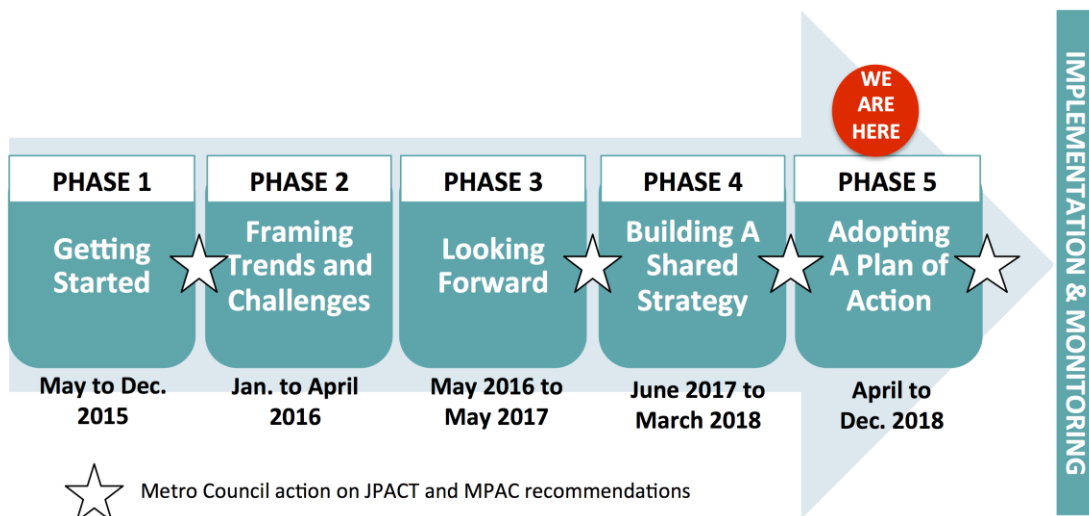 WE
ARE
HERE
PHASE 1
Getting
Started
May to Dec.
2015
PHASE 2
Framing
Trends and
Challenges
Jan. to April
2016
PHASE 3
Looking
Forward
May 2016 to
May 2017
PHASE 4
Building A
Shared
Strategy
June 2017 to
March 2018
PHASE 5
Adopting
A Plan of
Action
April to
Dec. 2018
IMPLEMENTATION & MONITORING
Metro Council action on JPACT and MPAC recommendations